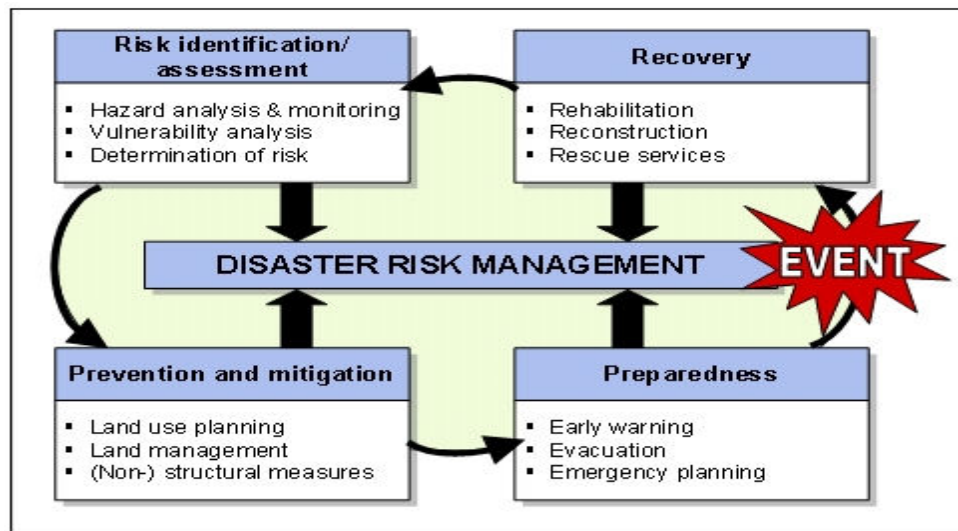 Risk identification/
assessment
▪ Hazard analysis & monitoring
▪ Vulnerability analysis
▪ Determination of risk
Recovery
▪ Rehabilitation
▪ Reconstruction
▪ Rescue services
DISASTER RISK MANAGEMENT
EVENT
Prevention and mitigation
▪ Land use planning
▪ Land management
▪ (Non-) structural measures
Preparedness
▪ Early warning
▪ Evacuation
▪ Emergency planning